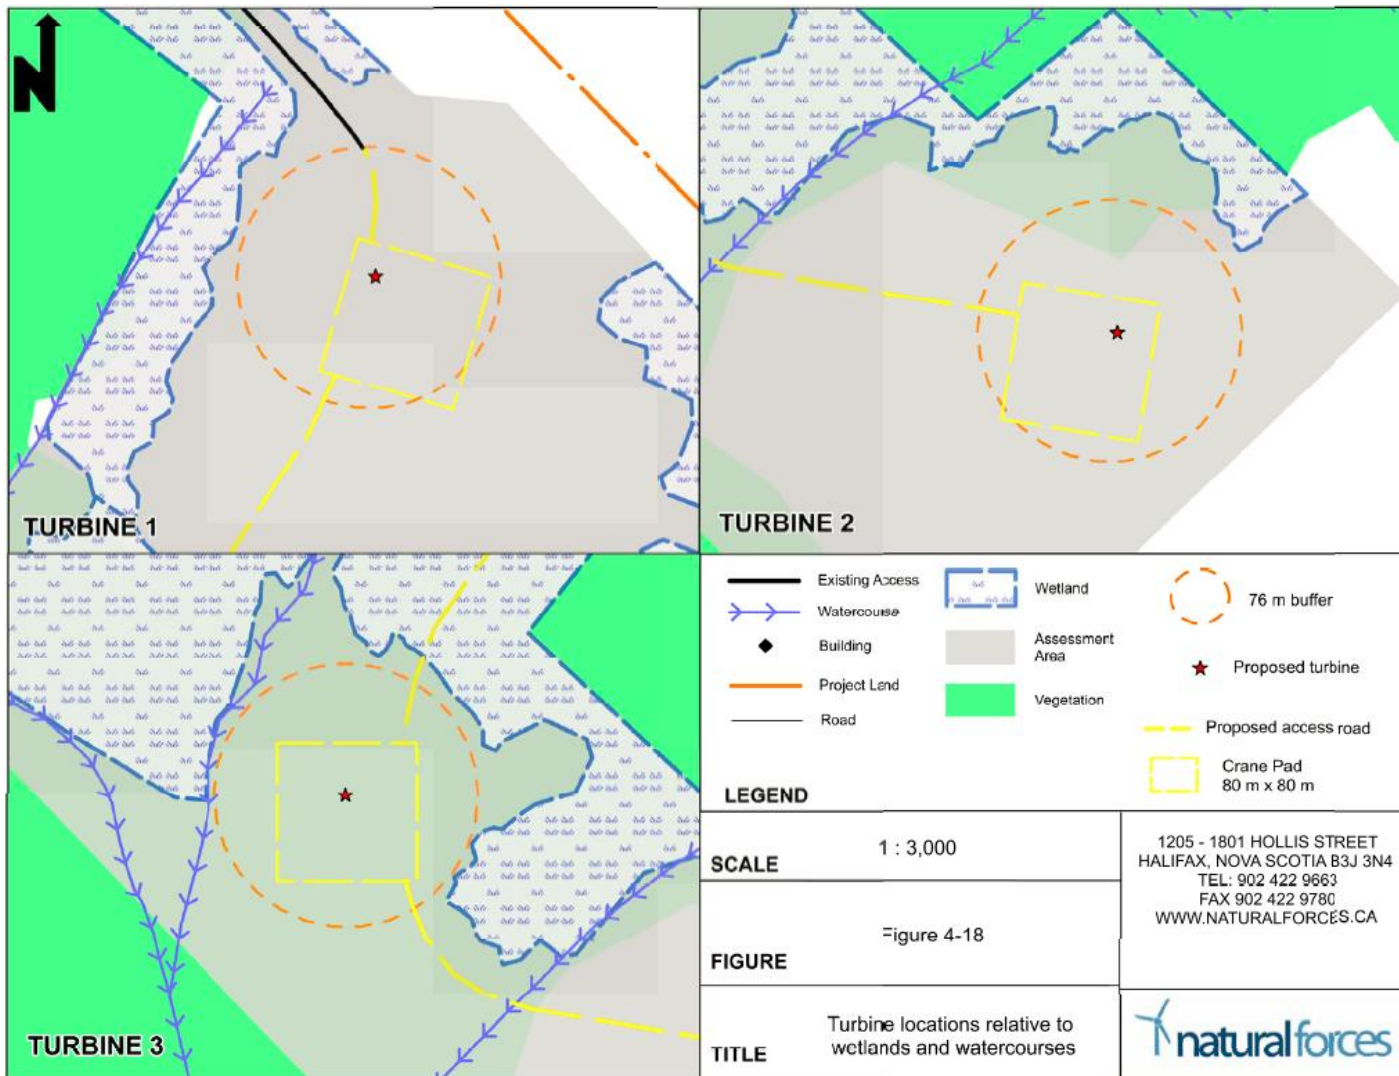 N
TURBINE 1
TURBINE 2
TURBINE 3
Existing Access
Watercourse
Building
Project Land
Road
Wetland
Assessment
Area
Vegetation
76 m buffer
Proposed turbine
Proposed access road
Crane Pad
80 m x 80 m
LEGEND
SCALE
1 : 3,000
FIGURE
Figure 4-18
TITLE
Turbine locations relative to
wetlands and watercourses
1205 - 1801 HOLLIS STREET
HALIFAX, NOVA SCOTIA B3J 3N4
TEL: 902 422 9663
FAX 902 422 9780
WWW.NATURALFORCES.CA
naturalforces